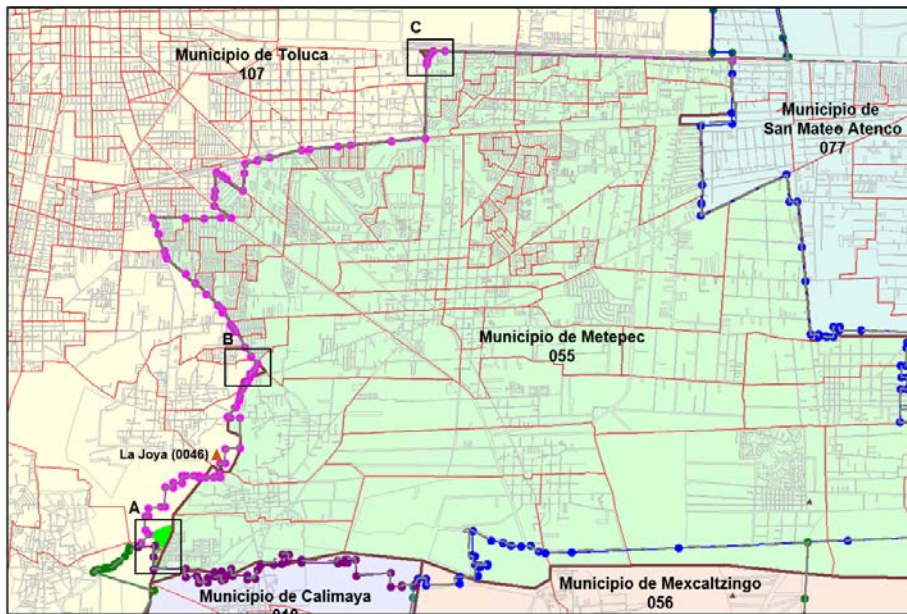 C
Municipio de Toluca
107
Municipio de
San Mateo Atenco
077
B
Municipio de Metepec
055
La Joya (0046)
A
Municipio de Calimaya
Municipio de Mexcaltzingo
056